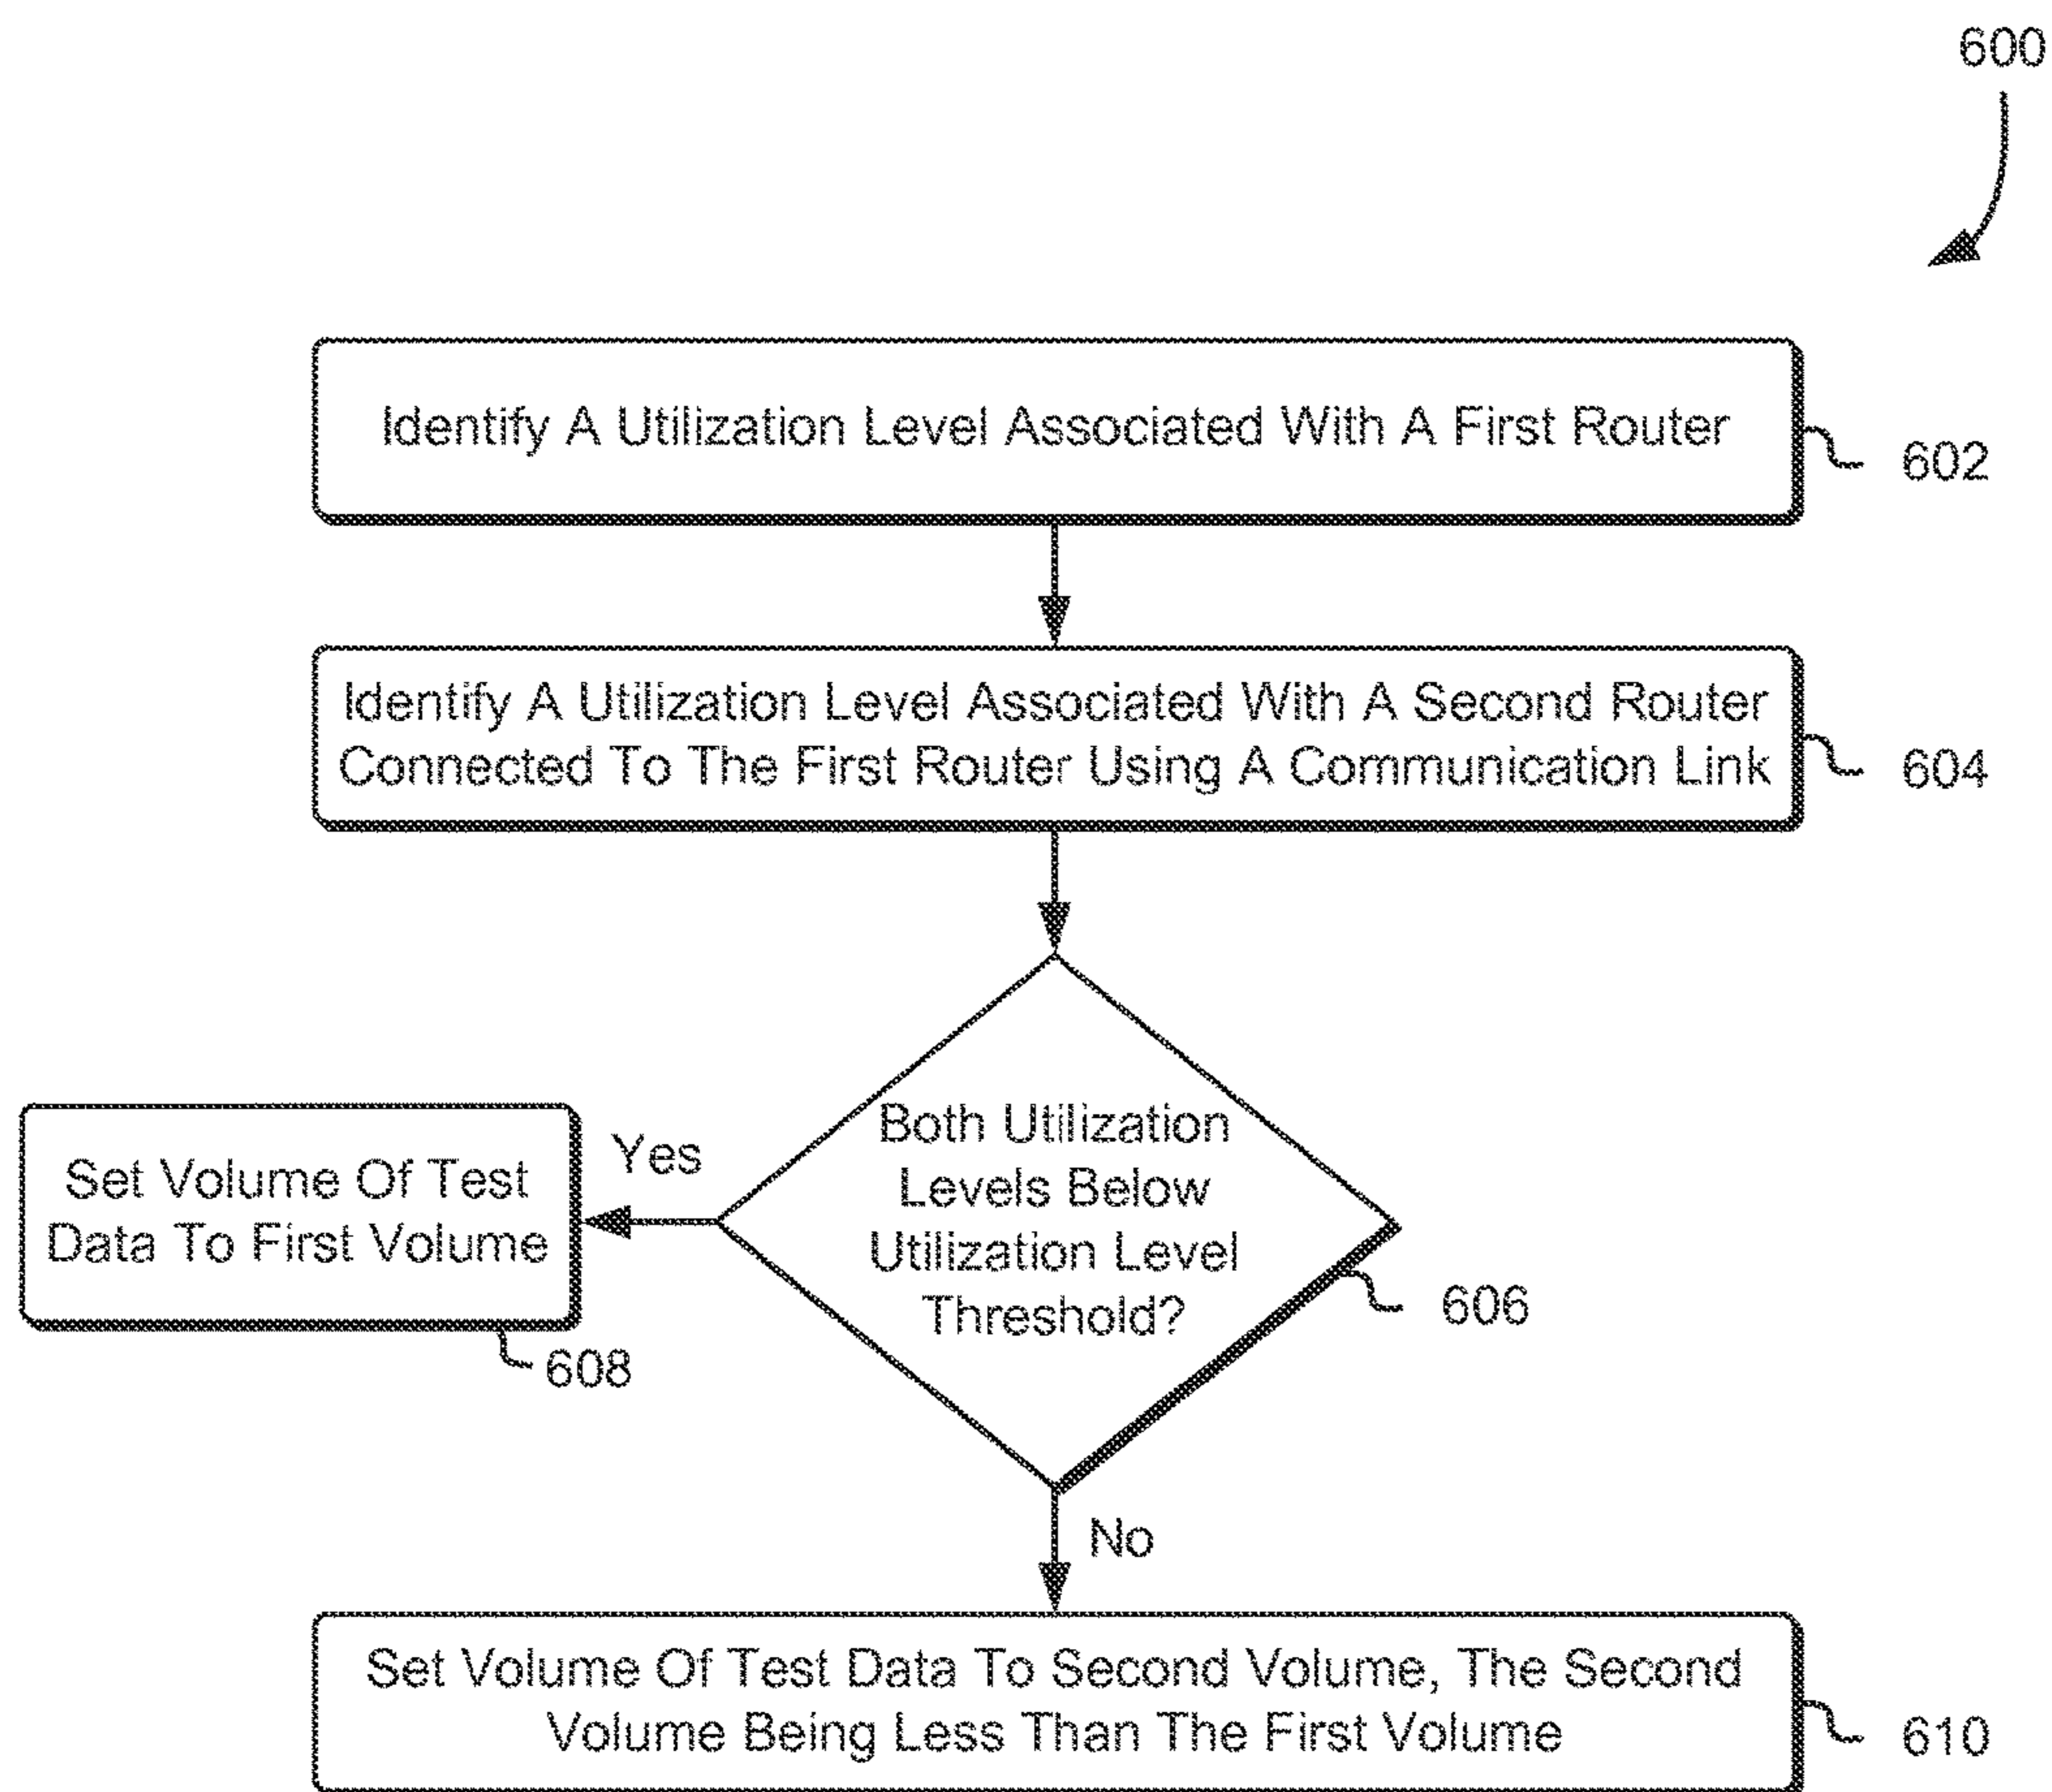 600
Identify A Utilization Level Associated With A First Router
602
Identify A Utilization Level Associated With A Second Router
Connected To The First Router Using A Communication Link
604
Both Utilization
Levels Below
Utilization Level
Threshold?
606
Yes
Set Volume Of Test
Data To First Volume
608
No
Set Volume Of Test Data To Second Volume, The Second
Volume Being Less Than The First Volume
610